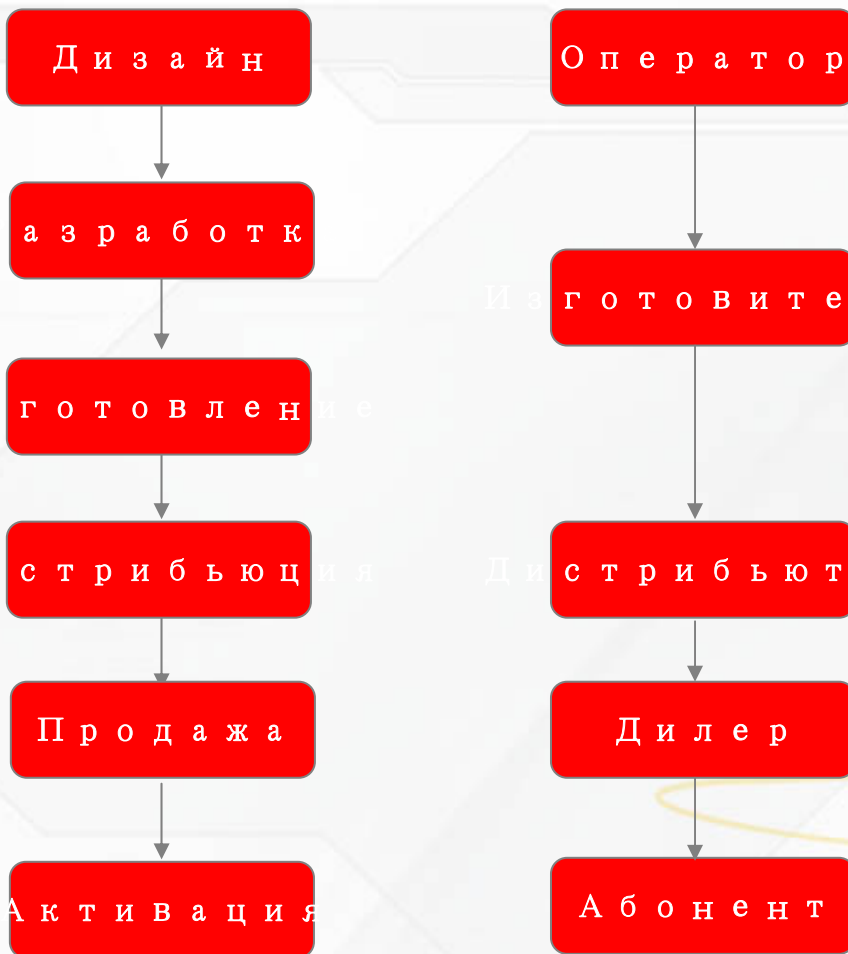 Дизайн
азработк
готовление
стрибьюция
Продажа
Активация
Оператор
Изготовите
Дистрибьют
Дилер
Абонент